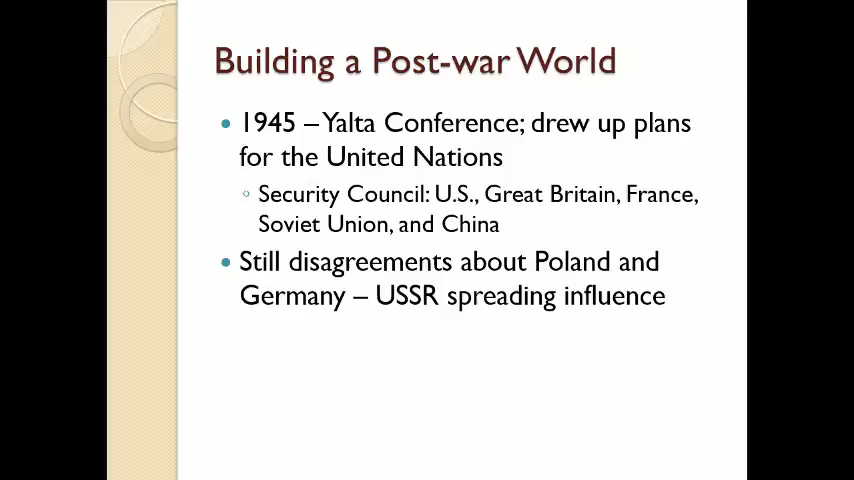 Building a Post-war World
• 1945 – Yalta Conference; drew up plans
for the United Nations
◦ Security Council: U.S., Great Britain, France,
Soviet Union, and China
• Still disagreements about Poland and
Germany – USSR spreading influence